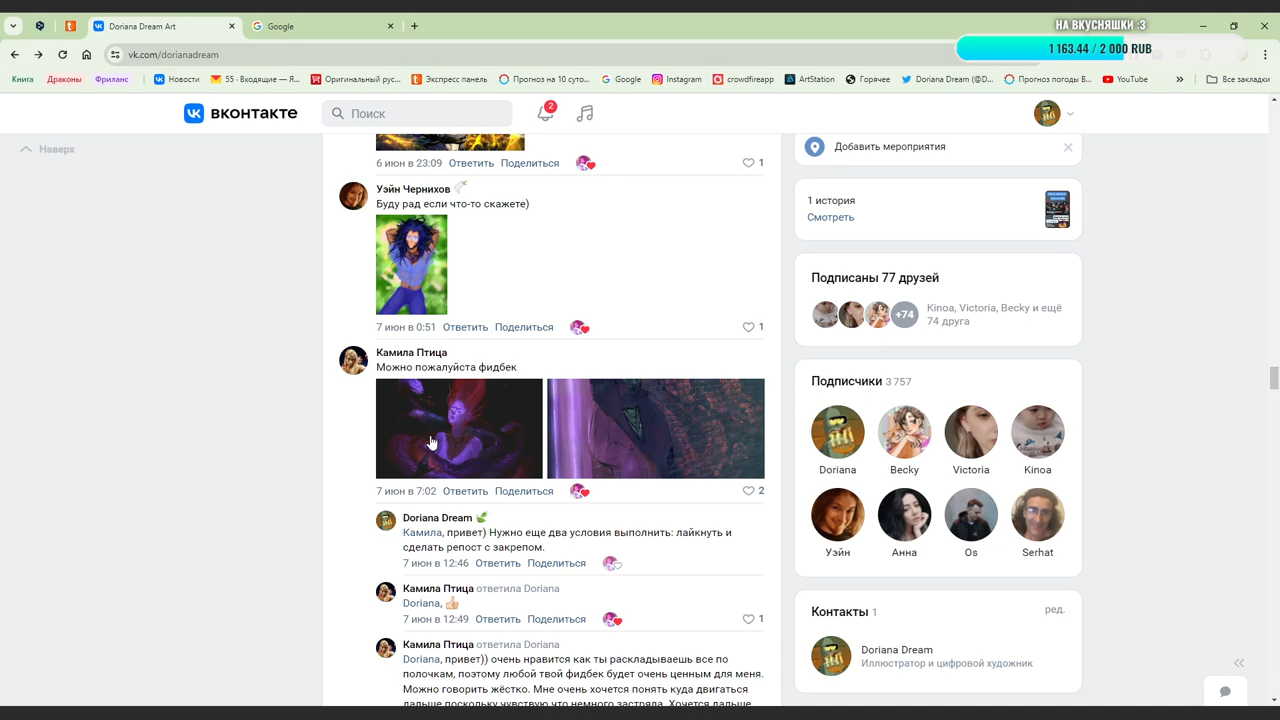 НА ВКУСНЯШКИ :3
1 163.44 / 2 000 RUB
Doriana Dream Art
Google
vk.com/dorianadream
Книга
Драконы
Фриланс
Новости
55 · Входящие — Я...
Оригинальный рус...
Экспресс панель
Прогноз на 10 суто...
Google
Instagram
crowdfireapp
ArtStation
Горячее
Doriana Dream (@D...
Прогноз погоды В...
YouTube
Все закладки
вконтакте
Поиск
2
Наверх
6 июн в 23:09 Ответить Поделиться 1
Уэйн Чернихов
Буду рад если что-то скажете)
7 июн в 0:51 Ответить Поделиться 1
Камила Птица
Можно пожалуйста фидбек
7 июн в 7:02 Ответить Поделиться 2
Doriana Dream
Камила, привет) Нужно еще два условия выполнить: лайкнуть и
сделать репост с закрепом.
7 июн в 12:46 Ответить Поделиться
Камила Птица ответила Doriana
Doriana,
7 июн в 12:49 Ответить Поделиться 1
Камила Птица ответила Doriana
Doriana, привет)) очень нравится как ты раскладываешь все по
полочкам, поэтому любой твой фидбек будет очень ценным для меня.
Можно говорить жёстко. Мне очень хочется понять куда двигаться
дальше поскольку чувствую что немного застряла. Хочется дальше
Добавить мероприятия
1 история
Смотреть
Подписаны 77 друзей
+74
Kinoa, Victoria, Becky и ещё
74 друга
Подписчики 3 757
Doriana
Becky
Victoria
Kinoa
Уэйн
Анна
Os
Serhat
Контакты 1
ред.
Doriana Dream
Иллюстратор и цифровой художник